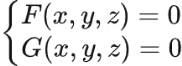 F(x, y, z) = 0
G(x, y, z) = 0